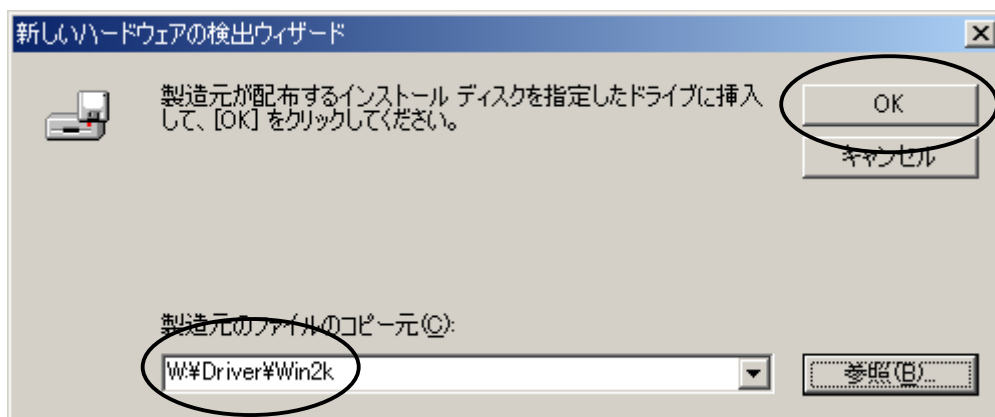 新しいハードウェアの検出ウィザード
製造元が配布するインストール ディスクを指定したドライブに挿入
して、[OK] をクリックしてください。
OK
キャンセル
製造元のファイルのコピー元(C):
W:¥Driver¥Win2k
参照(B)...